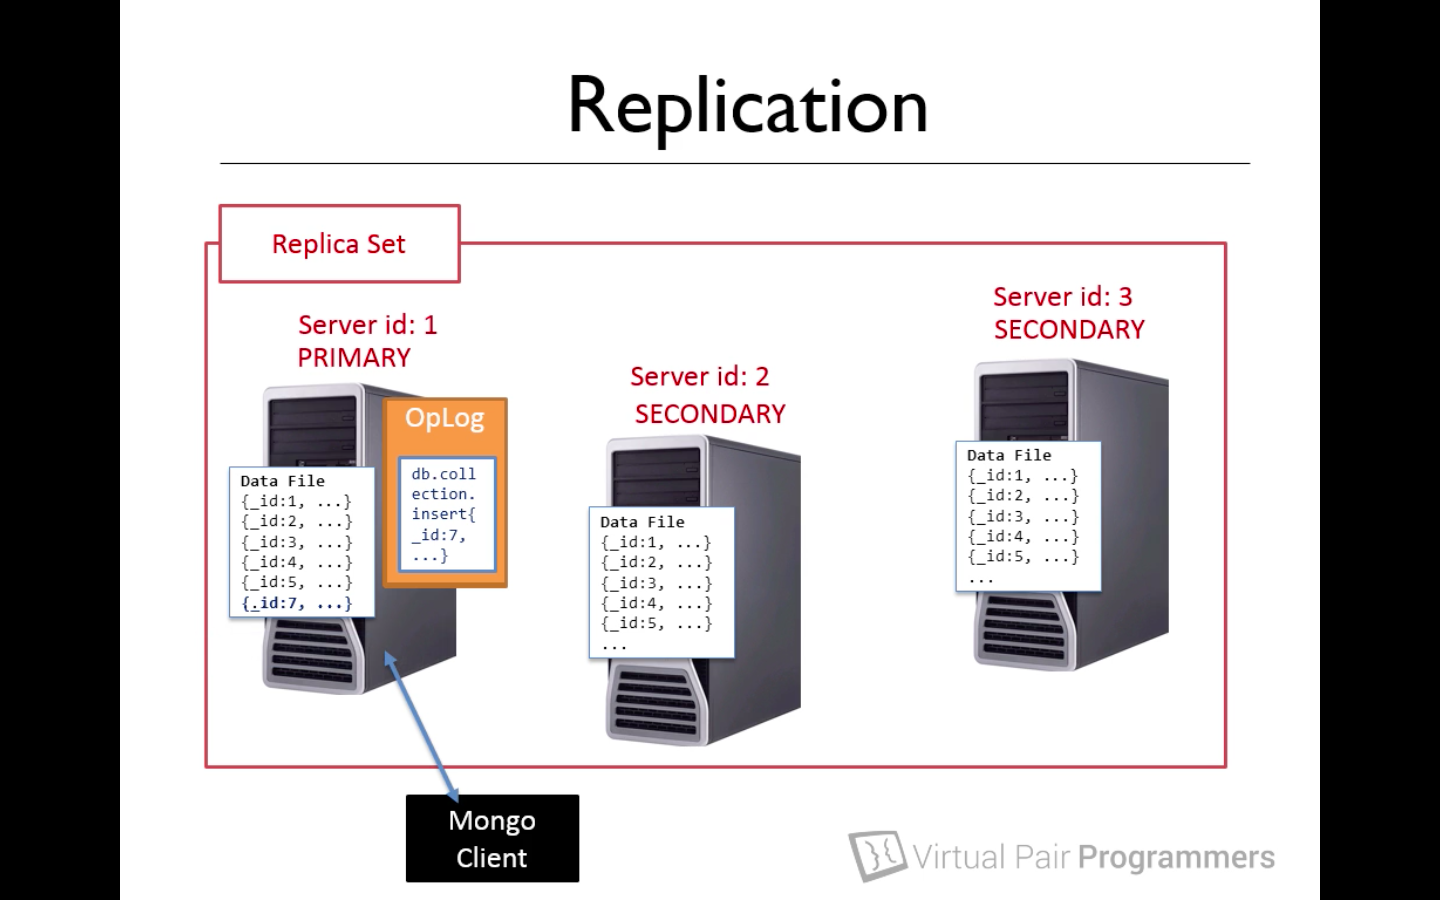 Replication
Replica Set
Server id: 1
PRIMARY
OpLog
db.coll
ection.
insert{
_id:7,
...}
Data File
{_id:1, ...}
{_id:2, ...}
{_id:3, ...}
{_id:4, ...}
{_id:5, ...}
{_id:7, ...}
Server id: 2
SECONDARY
Data File
{_id:1, ...}
{_id:2, ...}
{_id:3, ...}
{_id:4, ...}
{_id:5, ...}
...
Server id: 3
SECONDARY
Data File
{_id:1, ...}
{_id:2, ...}
{_id:3, ...}
{_id:4, ...}
{_id:5, ...}
...
Mongo
Client
Virtual Pair Programmers